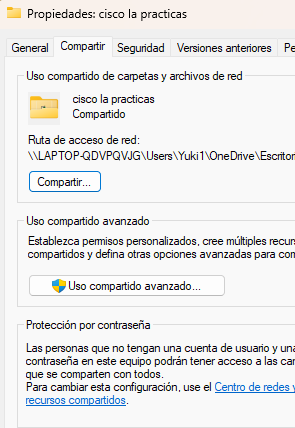 Propiedades: cisco la practicas
General Compartir Seguridad Versiones anteriores Pe
Uso compartido de carpetas y archivos de red
cisco la practicas
Compartido
Ruta de acceso de red:
\\LAPTOP-QDVPQVJG\Users\Yuki1\OneDrive\Escritor
Compartir...
Uso compartido avanzado
Establezca permisos personalizados, cree múltiples recurs
compartidos y defina otras opciones avanzadas para com
Uso compartido avanzado...
Protección por contraseña
Las personas que no tengan una cuenta de usuario y una
contraseña en este equipo podrán tener acceso a las car
que se comparten con todos.
Para cambiar esta configuración, use el Centro de redes y
recursos compartidos.